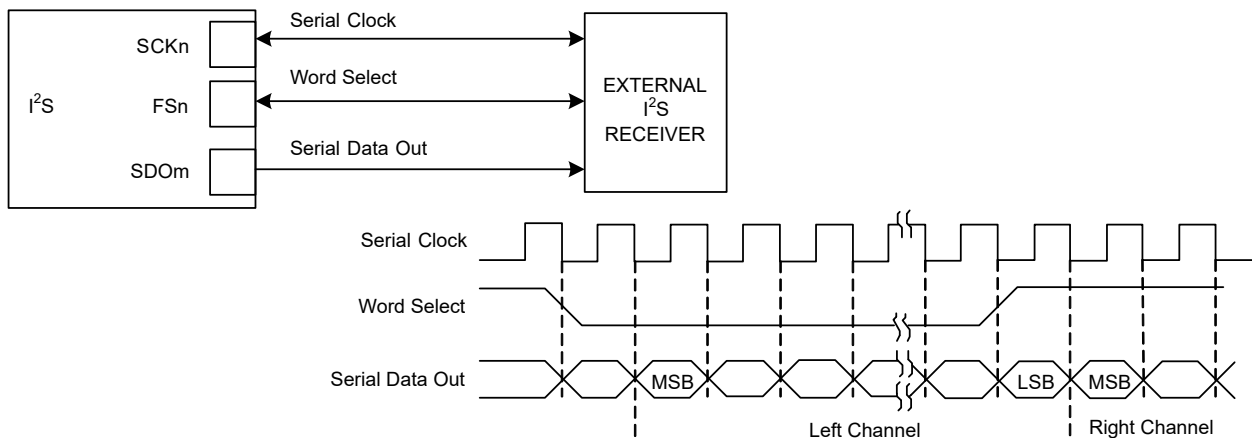 Serial Clock
SCKn
Word Select
I²S
FSn
EXTERNAL
I²S
RECEIVER
Serial Data Out
SDOm
Serial Clock
Word Select
Serial Data Out
MSB
LSB
MSB
Left Channel
Right Channel